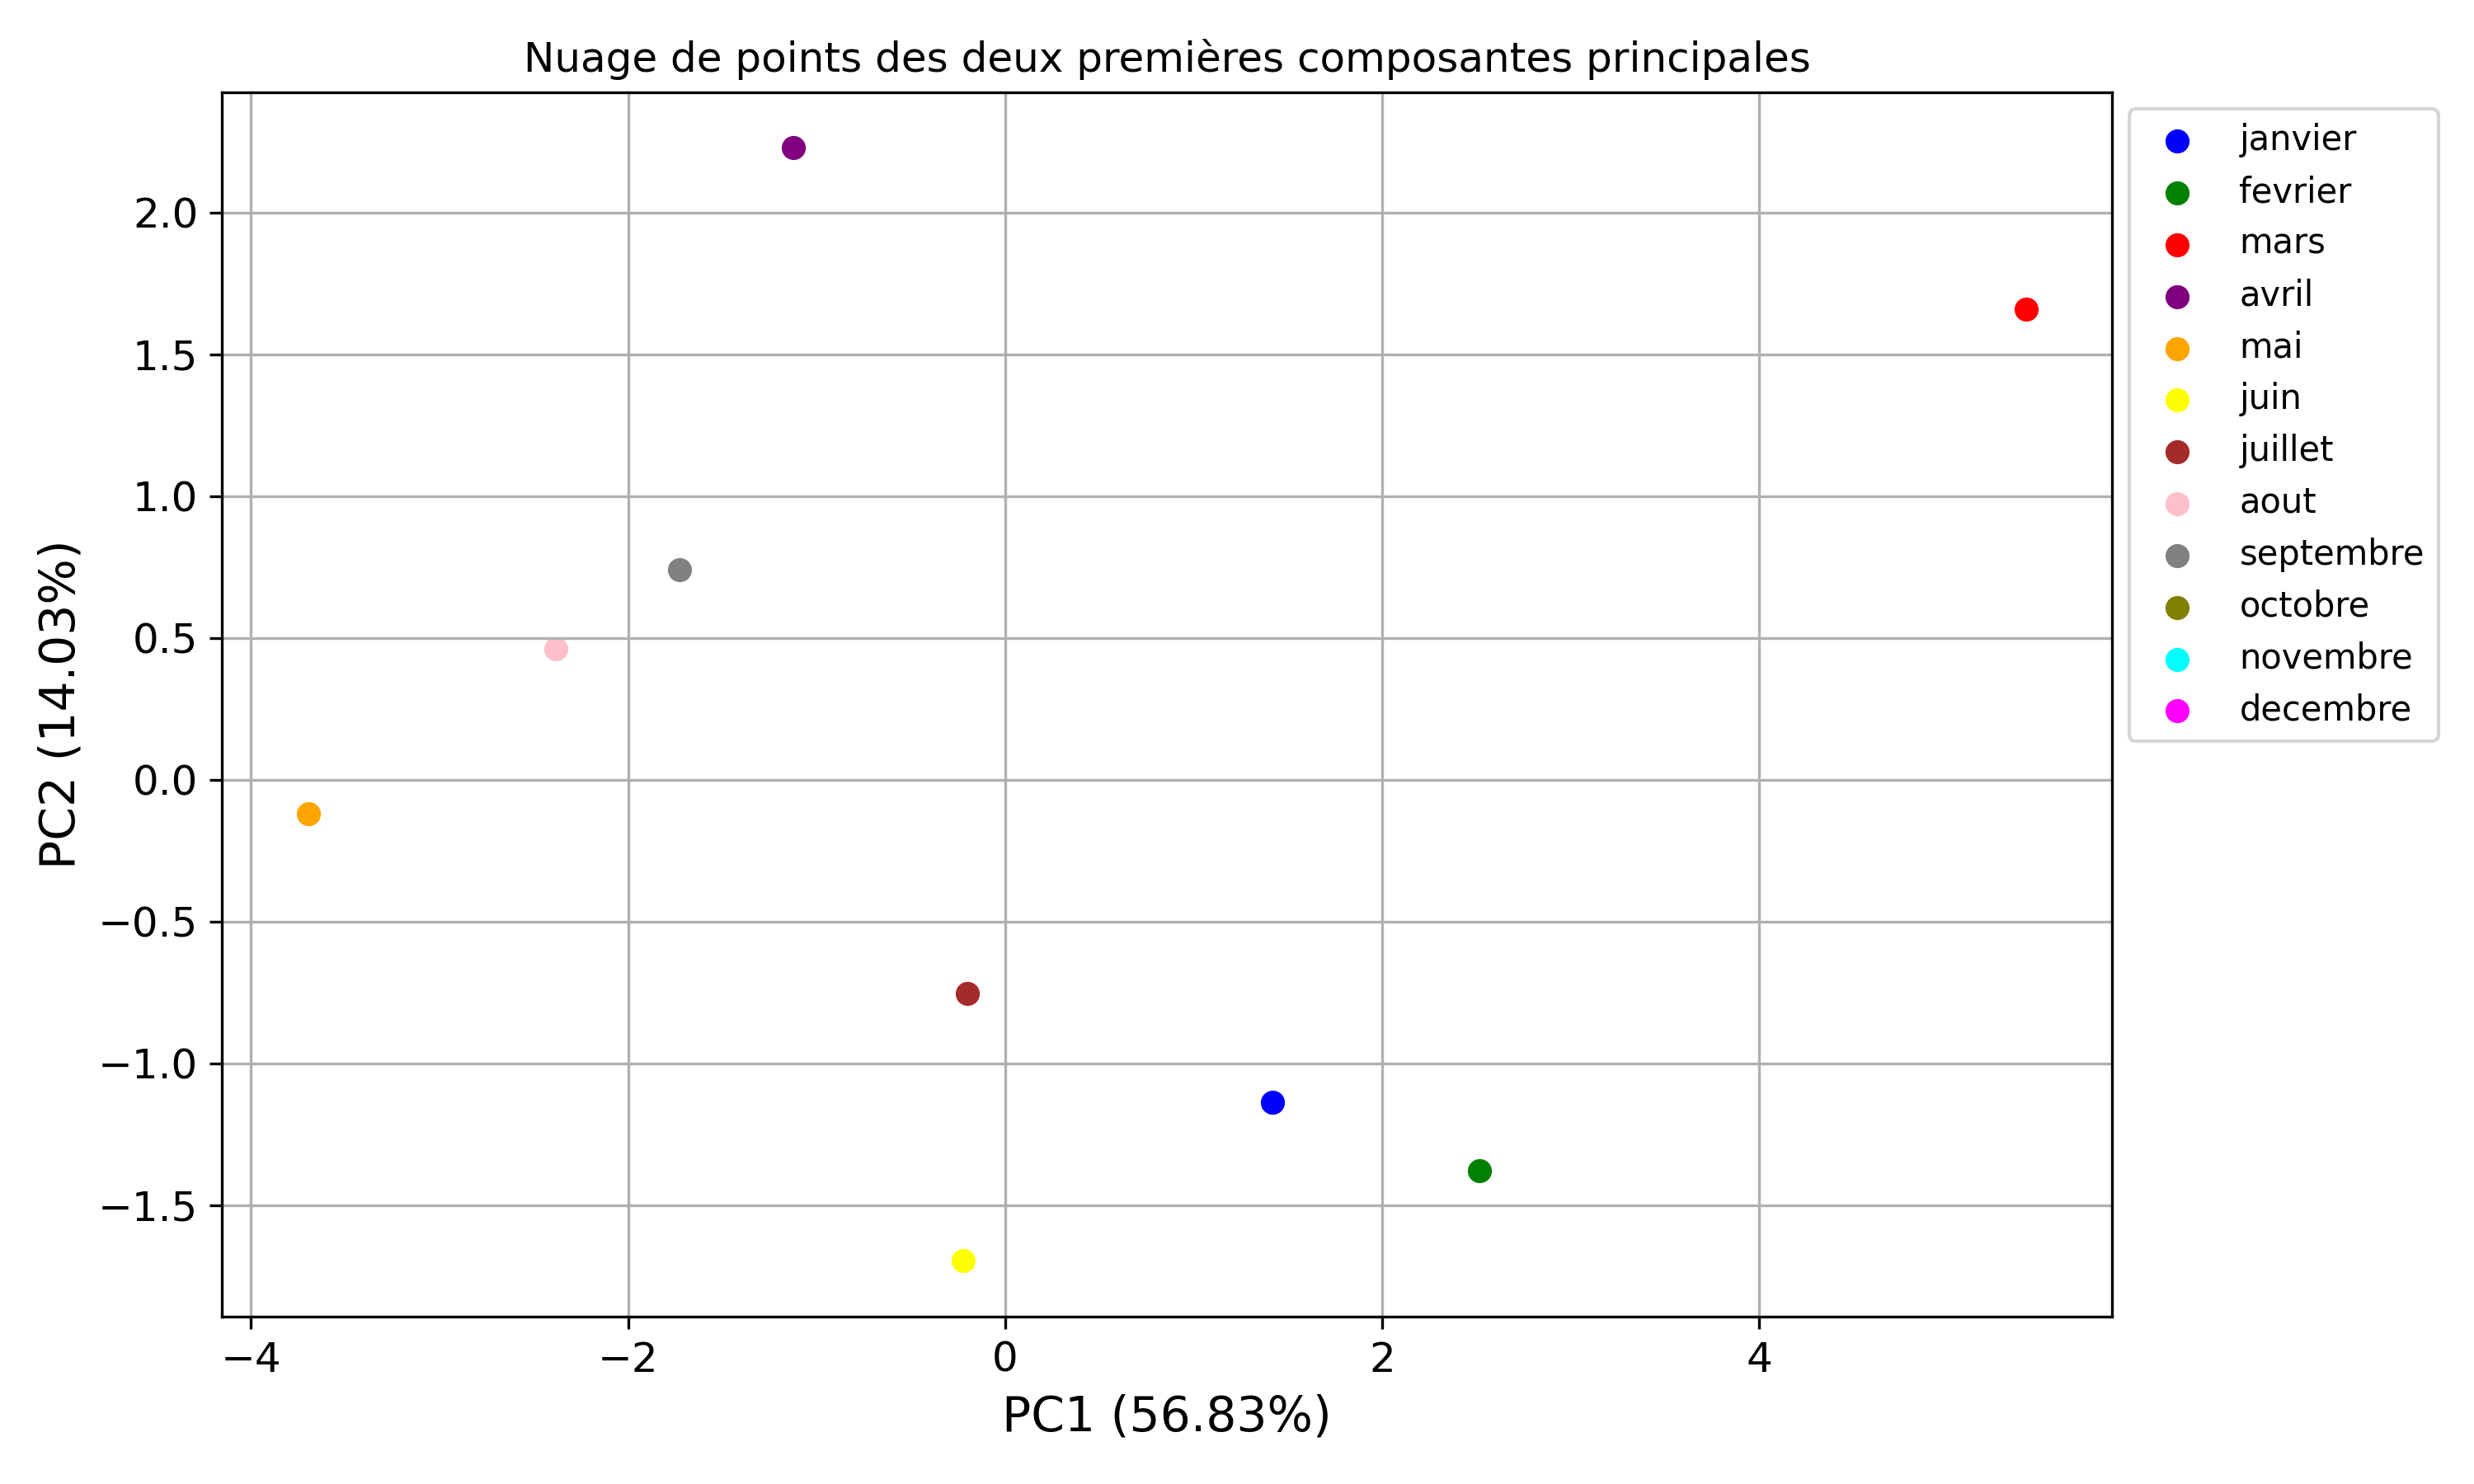 Nuage de points des deux premières composantes principales
2.0
1.5
1.0
0.5
0.0
−0.5
−1.0
−1.5
PC2 (14.03%)
−4
−2
0
2
4
PC1 (56.83%)
janvier
fevrier
mars
avril
mai
juin
juillet
aout
septembre
octobre
novembre
decembre